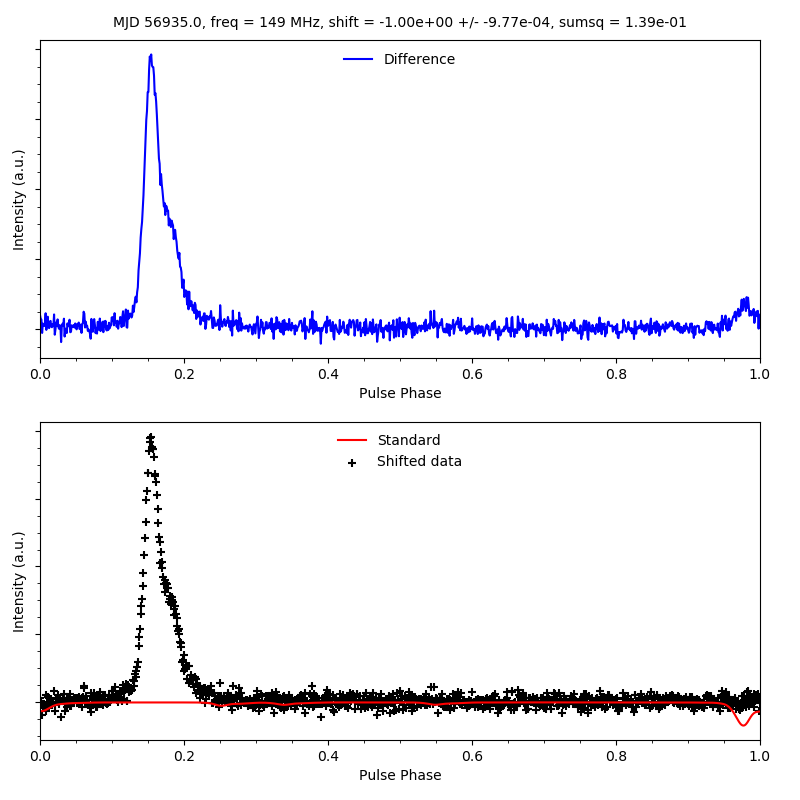 MJD 56935.0, freq = 149 MHz, shift = -1.00e+00 +/- -9.77e-04, sumsq = 1.39e-01
Difference
Intensity (a.u.)
0.0 0.2 0.4 0.6 0.8 1.0
Pulse Phase
Standard
Shifted data
Intensity (a.u.)
0.0 0.2 0.4 0.6 0.8 1.0
Pulse Phase